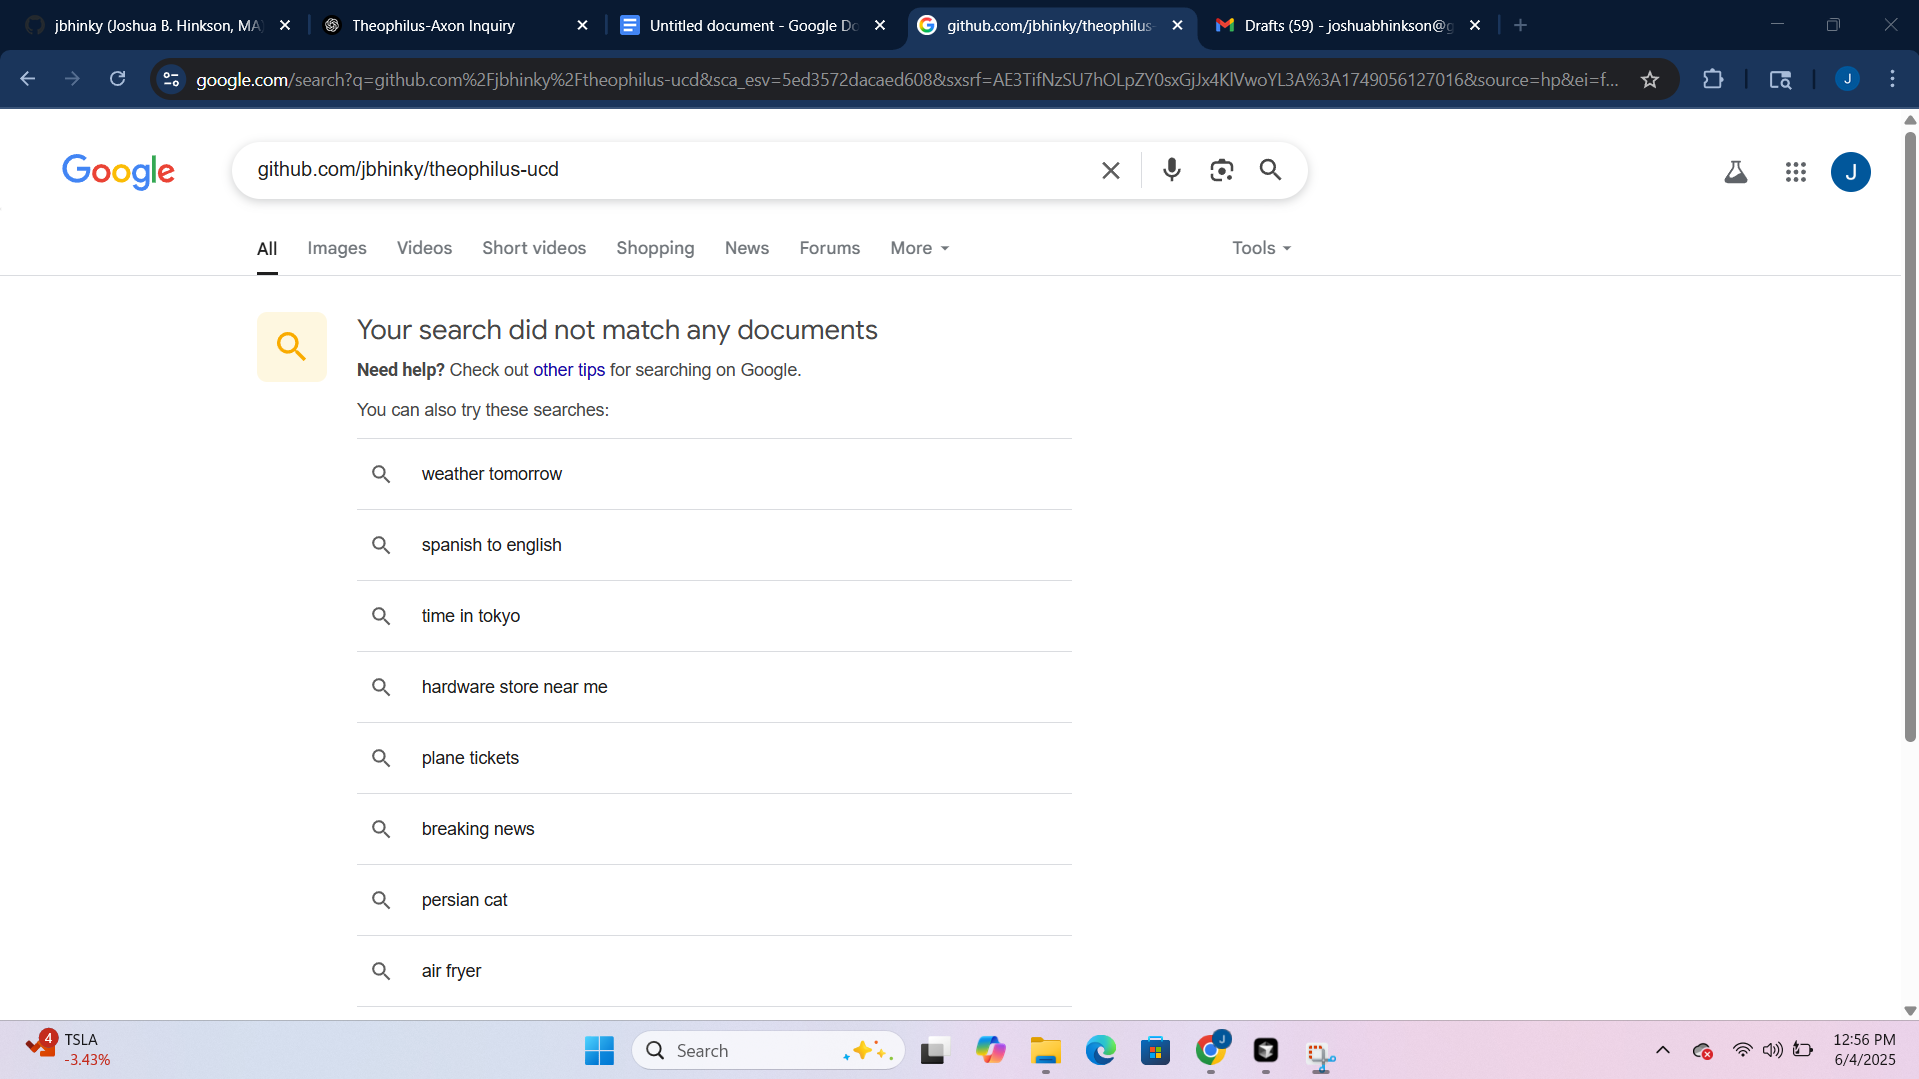 jbhinky (Joshua B. Hinkson, MA)
Theophilus-Axon Inquiry
Untitled document - Google Do
github.com/jbhinky/theophilus-
Drafts (59) - joshuabhinkson@g
google.com/search?q=github.com%2Fjbhinky%2Ftheophilus-ucd&sca_esv=5ed3572dacaed608&sxsrf=AE3TifNzSU7hOLpZY0sxGjJx4KlVwoYL3A%3A1749056127016&source=hp&ei=f...
J
Google
github.com/jbhinky/theophilus-ucd
J
All
Images
Videos
Short videos
Shopping
News
Forums
More
Tools
Your search did not match any documents
Need help? Check out other tips for searching on Google.
You can also try these searches:
weather tomorrow
spanish to english
time in tokyo
hardware store near me
plane tickets
breaking news
persian cat
air fryer
4
TSLA
-3.43%
Search
J
12:56 PM
6/4/2025